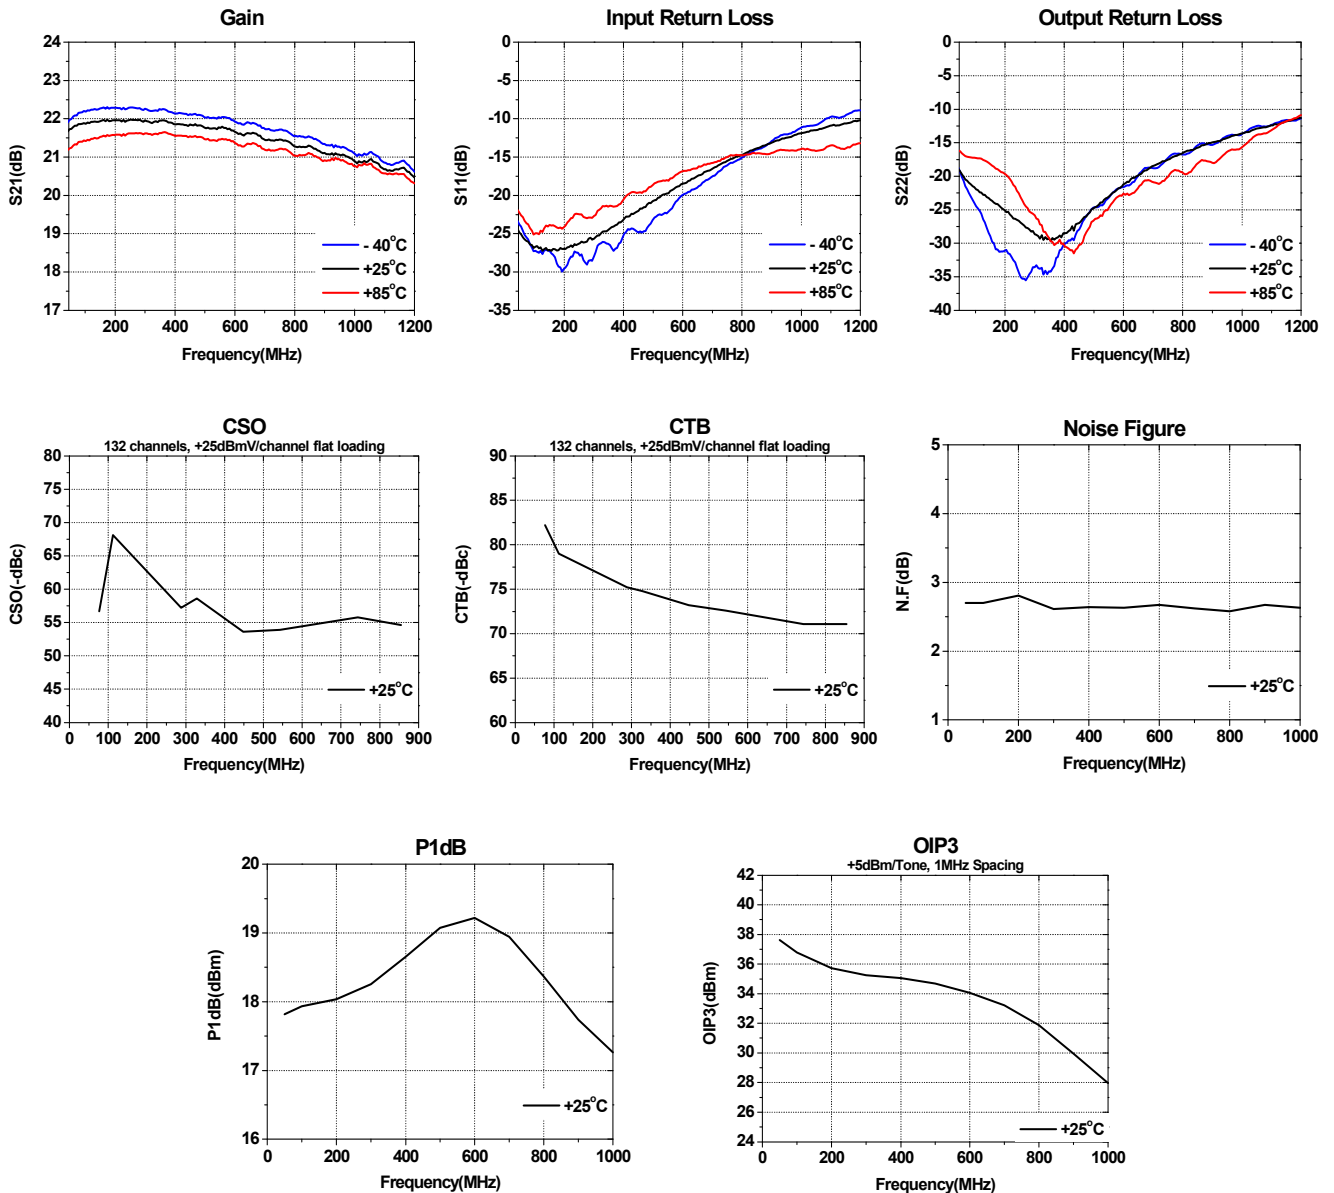 Gain
24
23
22
21
20
19
18
17
S21(dB)
- 40°C
+25°C
+85°C
200 400 600 800 1000 1200
Frequency(MHz)
Input Return Loss
0
-5
-10
-15
-20
-25
-30
-35
S11(dB)
- 40°C
+25°C
+85°C
200 400 600 800 1000 1200
Frequency(MHz)
Output Return Loss
0
-5
-10
-15
-20
-25
-30
-35
-40
S22(dB)
- 40°C
+25°C
+85°C
200 400 600 800 1000 1200
Frequency(MHz)
CSO
132 channels, +25dBmV/channel flat loading
80
75
70
65
60
55
50
45
40
CSO(-dBc)
+25°C
0 100 200 300 400 500 600 700 800 900
Frequency(MHz)
CTB
132 channels, +25dBmV/channel flat loading
90
85
80
75
70
65
60
CTB(-dBc)
+25°C
0 100 200 300 400 500 600 700 800 900
Frequency(MHz)
Noise Figure
5
4
3
2
1
N.F(dB)
+25°C
200 400 600 800 1000
Frequency(MHz)
P1dB
20
19
18
17
16
P1dB(dBm)
+25°C
0 200 400 600 800 1000
Frequency(MHz)
OIP3
+5dBm/Tone, 1MHz Spacing
42
40
38
36
34
32
30
28
26
24
OIP3(dBm)
+25°C
0 200 400 600 800 1000
Frequency(MHz)